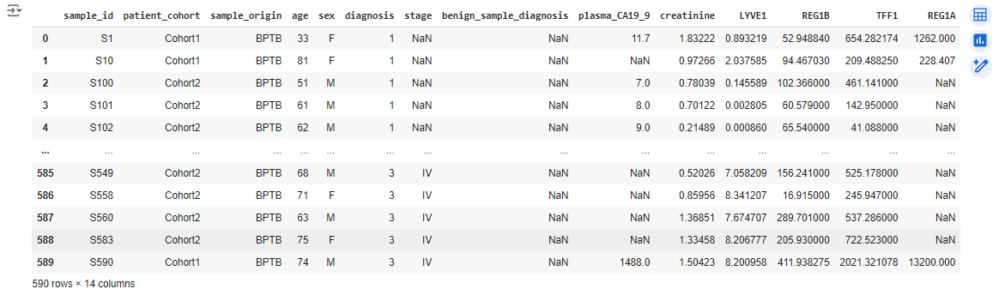 sample_id patient_cohort sample_origin age sex diagnosis stage benign_sample_diagnosis plasma_CA19_9 creatinine LYVE1 REG1B TFF1 REG1A
0 S1 Cohort1 BPTB 33 F 1 NaN NaN 11.7 1.83222 0.893219 52.948840 654.282174 1262.000
1 S10 Cohort1 BPTB 81 F 1 NaN NaN NaN 0.97266 2.037585 94.467030 209.488250 228.407
2 S100 Cohort2 BPTB 51 M 1 NaN NaN 7.0 0.78039 0.145589 102.366000 461.141000 NaN
3 S101 Cohort2 BPTB 61 M 1 NaN NaN 8.0 0.70122 0.002805 60.579000 142.950000 NaN
4 S102 Cohort2 BPTB 62 M 1 NaN NaN 9.0 0.21489 0.000860 65.540000 41.088000 NaN
... ... ... ... ... ... ... ... ... ... ... ... ... ... ...
585 S549 Cohort2 BPTB 68 M 3 IV NaN NaN 0.52026 7.058209 156.241000 525.178000 NaN
586 S558 Cohort2 BPTB 71 F 3 IV NaN NaN 0.85956 8.341207 16.915000 245.947000 NaN
587 S560 Cohort2 BPTB 63 M 3 IV NaN NaN 1.36851 7.674707 289.701000 537.286000 NaN
588 S583 Cohort2 BPTB 75 F 3 IV NaN NaN 1.33458 8.206777 205.930000 722.523000 NaN
589 S590 Cohort1 BPTB 74 M 3 IV NaN 1488.0 1.50423 8.200958 411.938275 2021.321078 13200.000
590 rows × 14 columns